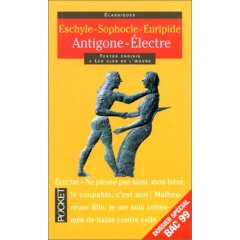 CLASSIQUES
Eschyle - Sophocle - Euripide
Antigone - Électre
TEXTES CHOISIS
• LES CLÉS DE L'ŒUVRE
ÉLECTRE – Ne pleure pas ainsi, mon frère,
la coupable, c'est moi ! Malheu-
reuse fille, je me suis consu-
mée de haine contre celle
POCKET
DOSSIER SPÉCIAL
BAC 99